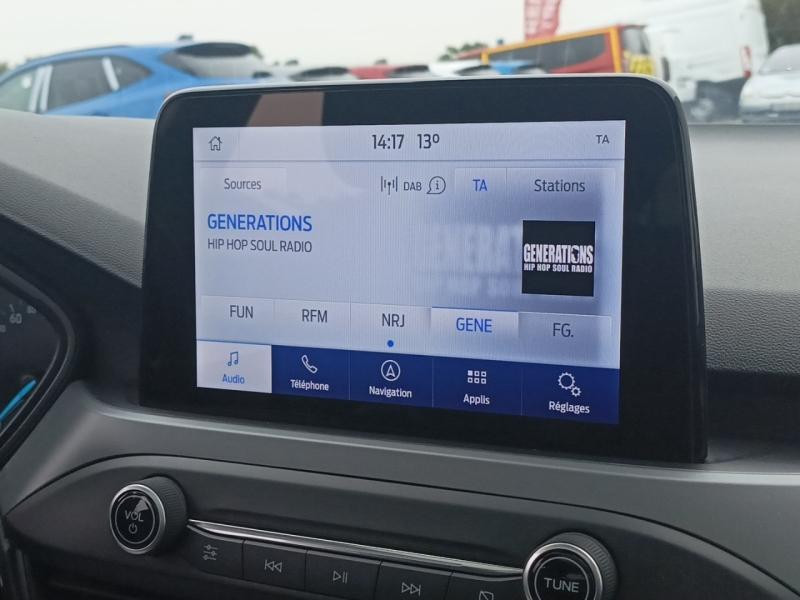 14:17 13° TA
Sources DAB TA Stations
GENERATIONS
HIP HOP SOUL RADIO
GENERATIONS
HIP HOP SOUL RADIO
FUN RFM NRJ GENE FG.
Audio Téléphone Navigation Applis Réglages
VOL
TUNE
60